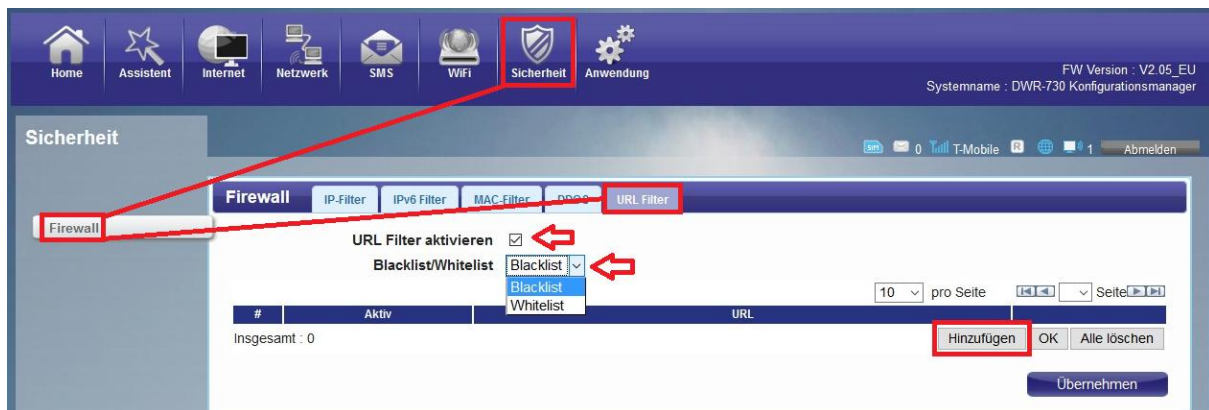 Home Assistent Internet Netzwerk SMS WiFi Sicherheit Anwendung
FW Version : V2.05_EU
Systemname : DWR-730 Konfigurationsmanager
Sicherheit
SIM 0 T-Mobile R 1 Abmelden
Firewall IP-Filter IPv6 Filter MAC-Filter DDOS URL Filter
Firewall
URL Filter aktivieren
Blacklist/Whitelist Blacklist
Blacklist
Whitelist
10 pro Seite Seite
# Aktiv URL
Insgesamt : 0 Hinzufügen OK Alle löschen
Übernehmen